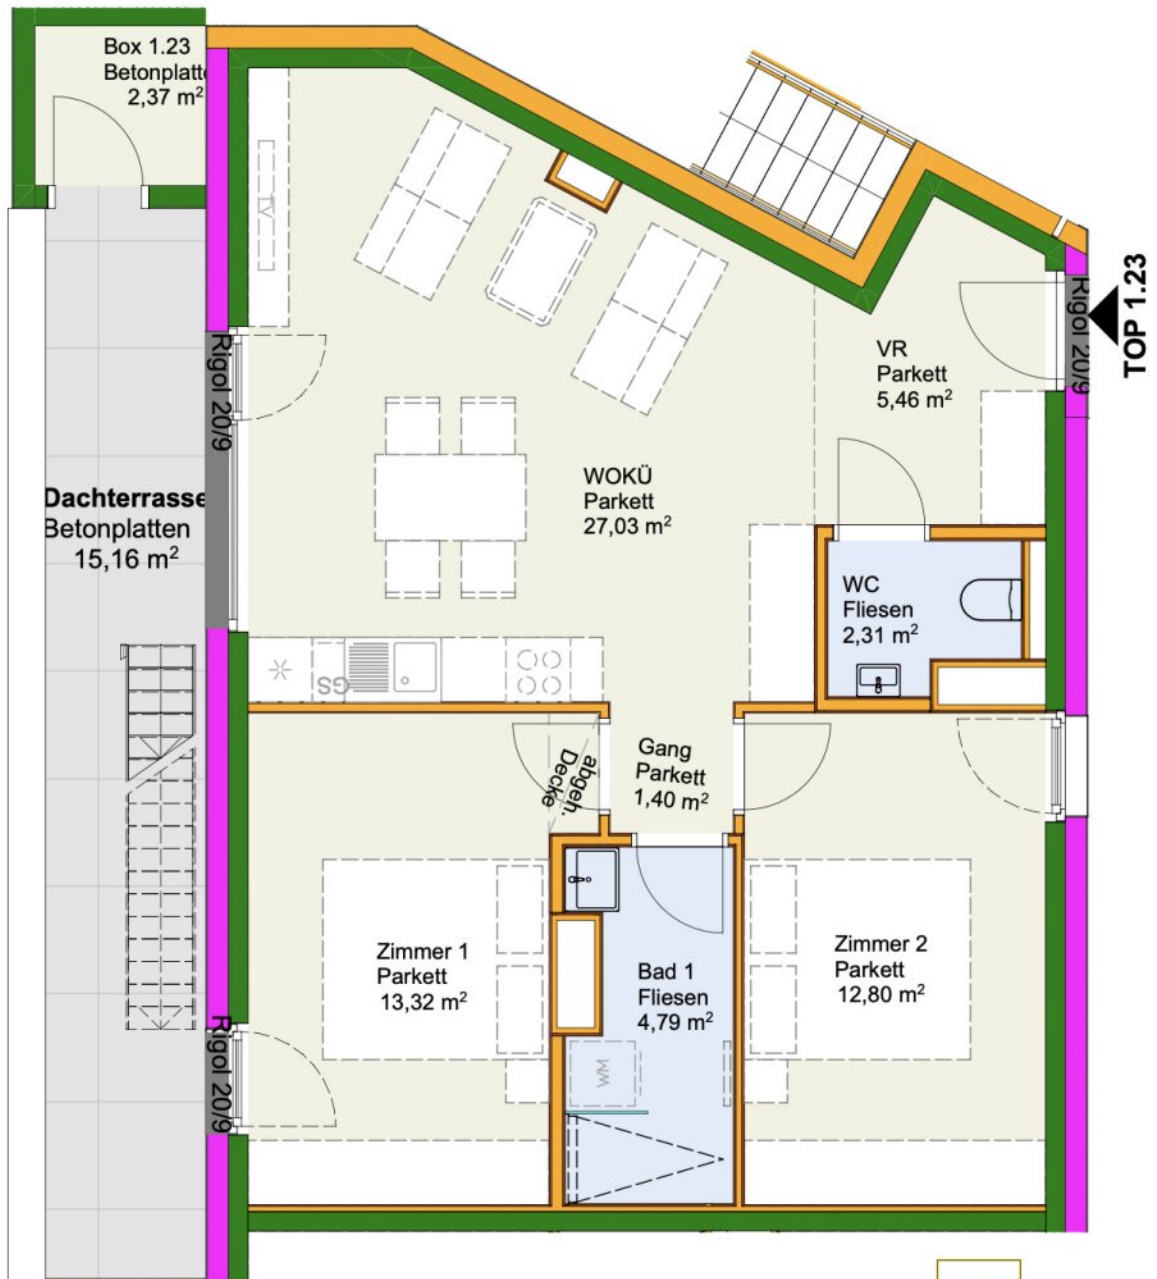 Box 1.23
Betonplatte
2,37 m²
TV
Rigol 20/9
TOP 1.23
Rigol 20/9
VR
Parkett
5,46 m²
WOKÜ
Parkett
27,03 m²
Dachterrasse
Betonplatten
15,16 m²
WC
Fliesen
2,31 m²
GS
Gang
Parkett
1,40 m²
abgeh.
Decke
Zimmer 1
Parkett
13,32 m²
Bad 1
Fliesen
4,79 m²
Zimmer 2
Parkett
12,80 m²
WM
Rigol 20/9